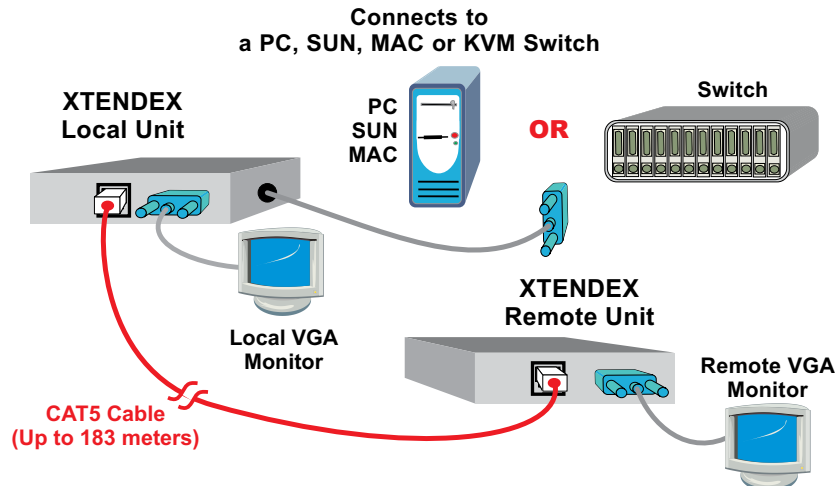 Connects to
a PC, SUN, MAC or KVM Switch
XTENDEX
Local Unit
PC
SUN
MAC
OR
Switch
Local VGA
Monitor
XTENDEX
Remote Unit
Remote VGA
Monitor
CAT5 Cable
(Up to 183 meters)